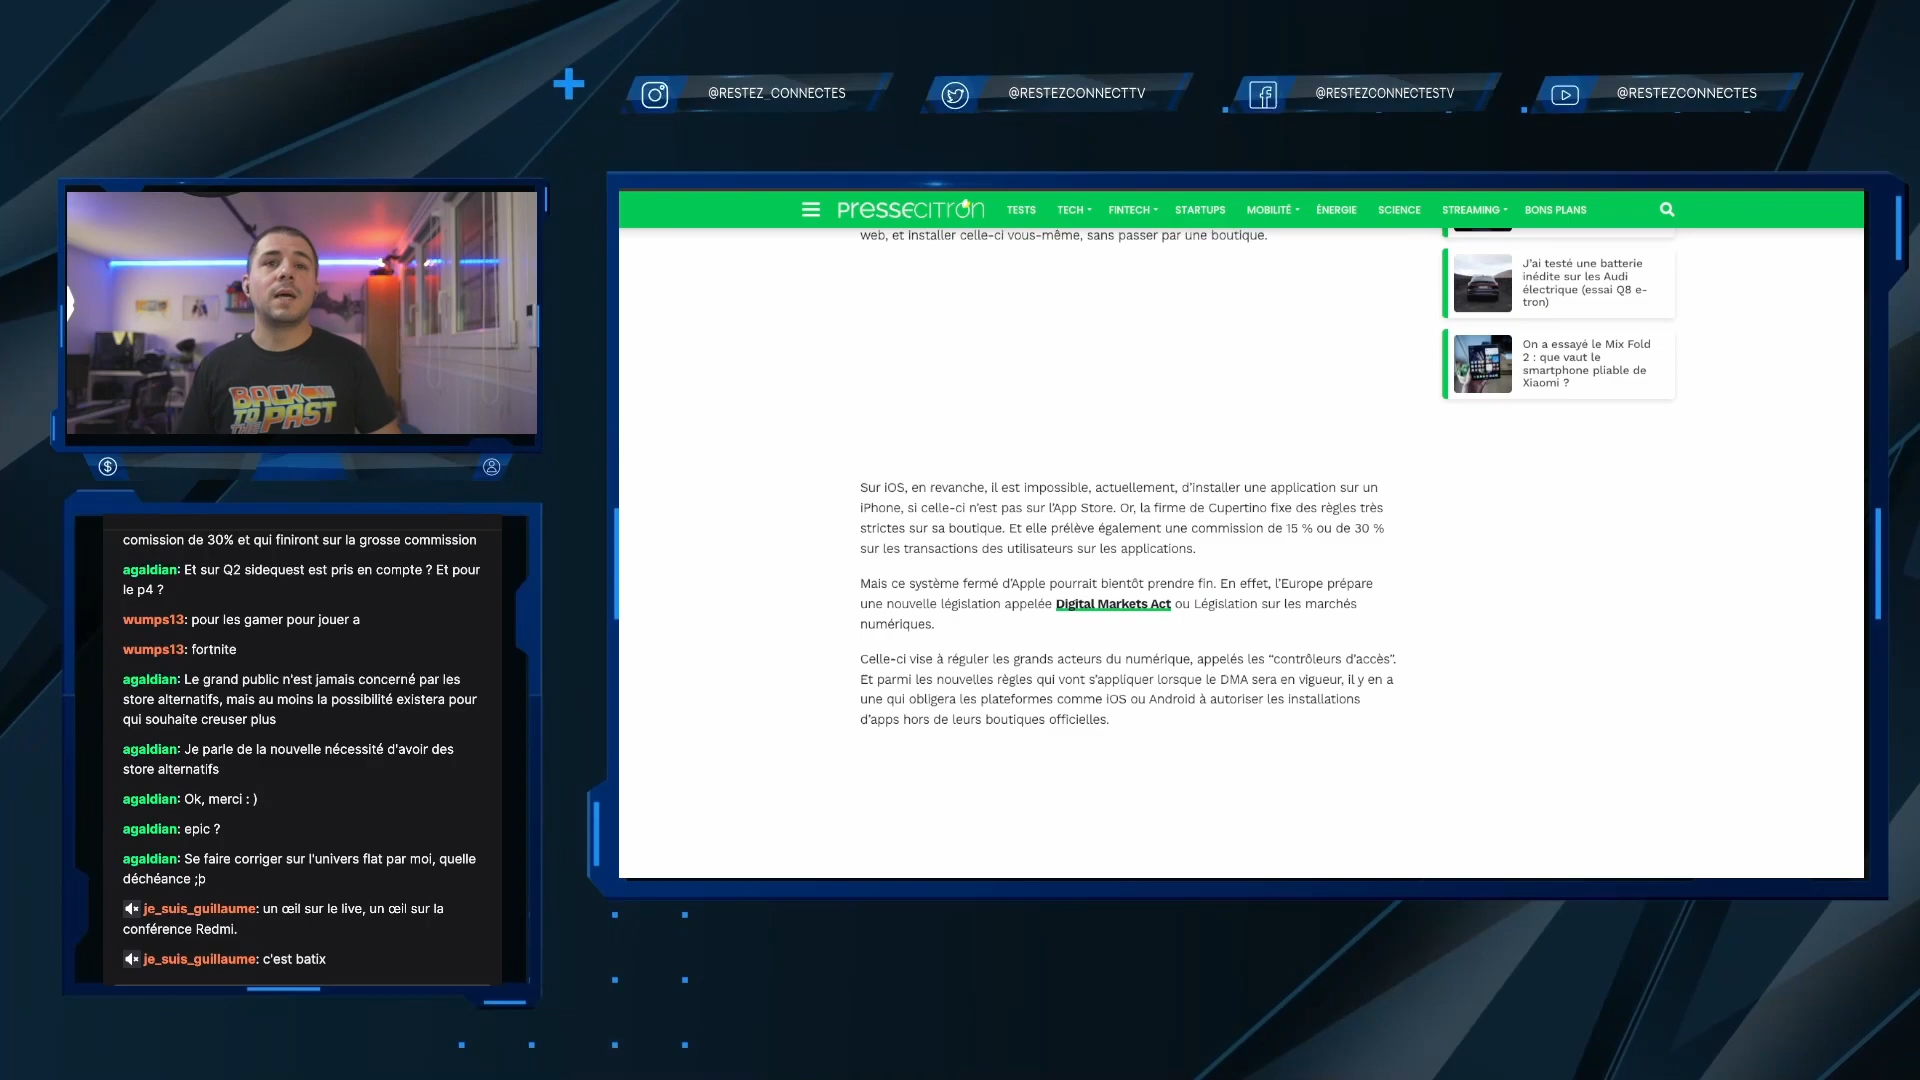 @RESTEZ_CONNECTES
@RESTEZCONNECTTV
@RESTEZCONNECTESTV
@RESTEZCONNECTES
BACK
TO THE
PAST
comission de 30% et qui finiront sur la grosse commission
agaldian: Et sur Q2 sidequest est pris en compte ? Et pour
le p4 ?
wumps13: pour les gamer pour jouer a
wumps13: fortnite
agaldian: Le grand public n'est jamais concerné par les
store alternatifs, mais au moins la possibilité existera pour
qui souhaite creuser plus
agaldian: Je parle de la nouvelle nécessité d'avoir des
store alternatifs
agaldian: Ok, merci : )
agaldian: epic ?
agaldian: Se faire corriger sur l'univers flat par moi, quelle
déchéance ;þ
je_suis_guillaume: un œil sur le live, un œil sur la
conférence Redmi.
je_suis_guillaume: c'est batix
PRESSECITRON
TESTS
TECH
FINTECH
STARTUPS
MOBILITÉ
ÉNERGIE
SCIENCE
STREAMING
BONS PLANS
web, et installer celle-ci vous-même, sans passer par une boutique.
Sur iOS, en revanche, il est impossible, actuellement, d'installer une application sur un
iPhone, si celle-ci n'est pas sur l'App Store. Or, la firme de Cupertino fixe des règles très
strictes sur sa boutique. Et elle prélève également une commission de 15 % ou de 30 %
sur les transactions des utilisateurs sur les applications.
Mais ce système fermé d'Apple pourrait bientôt prendre fin. En effet, l'Europe prépare
une nouvelle législation appelée Digital Markets Act ou Législation sur les marchés
numériques.
Celle-ci vise à réguler les grands acteurs du numérique, appelés les “contrôleurs d'accès”.
Et parmi les nouvelles règles qui vont s'appliquer lorsque le DMA sera en vigueur, il y en a
une qui obligera les plateformes comme iOS ou Android à autoriser les installations
d'apps hors de leurs boutiques officielles.
J'ai testé une batterie
inédite sur les Audi
électrique (essai Q8 e-
tron)
On a essayé le Mix Fold
2 : que vaut le
smartphone pliable de
Xiaomi ?